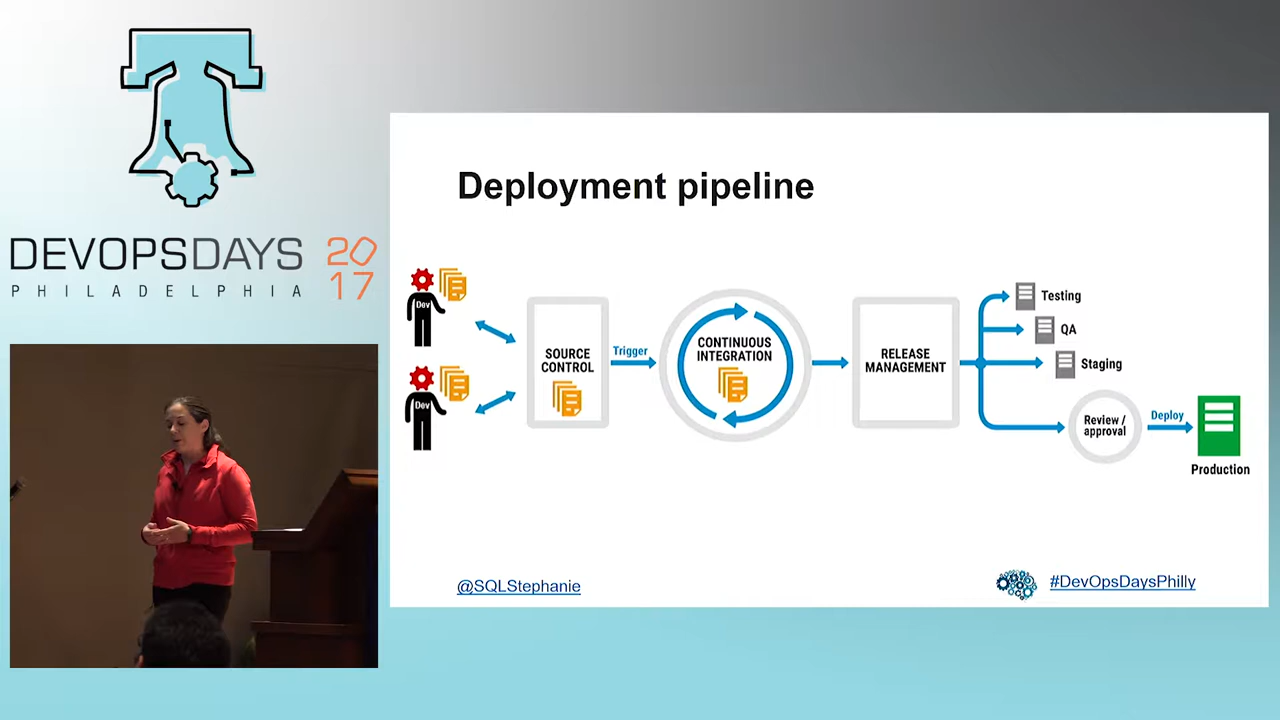 DEVOPSDAYS 2017
PHILADELPHIA
Deployment pipeline
Dev
Dev
SOURCE
CONTROL
Trigger
CONTINUOUS
INTEGRATION
RELEASE
MANAGEMENT
Testing
QA
Staging
Review /
approval
Deploy
Production
@SQLStephanie
#DevOpsDaysPhilly